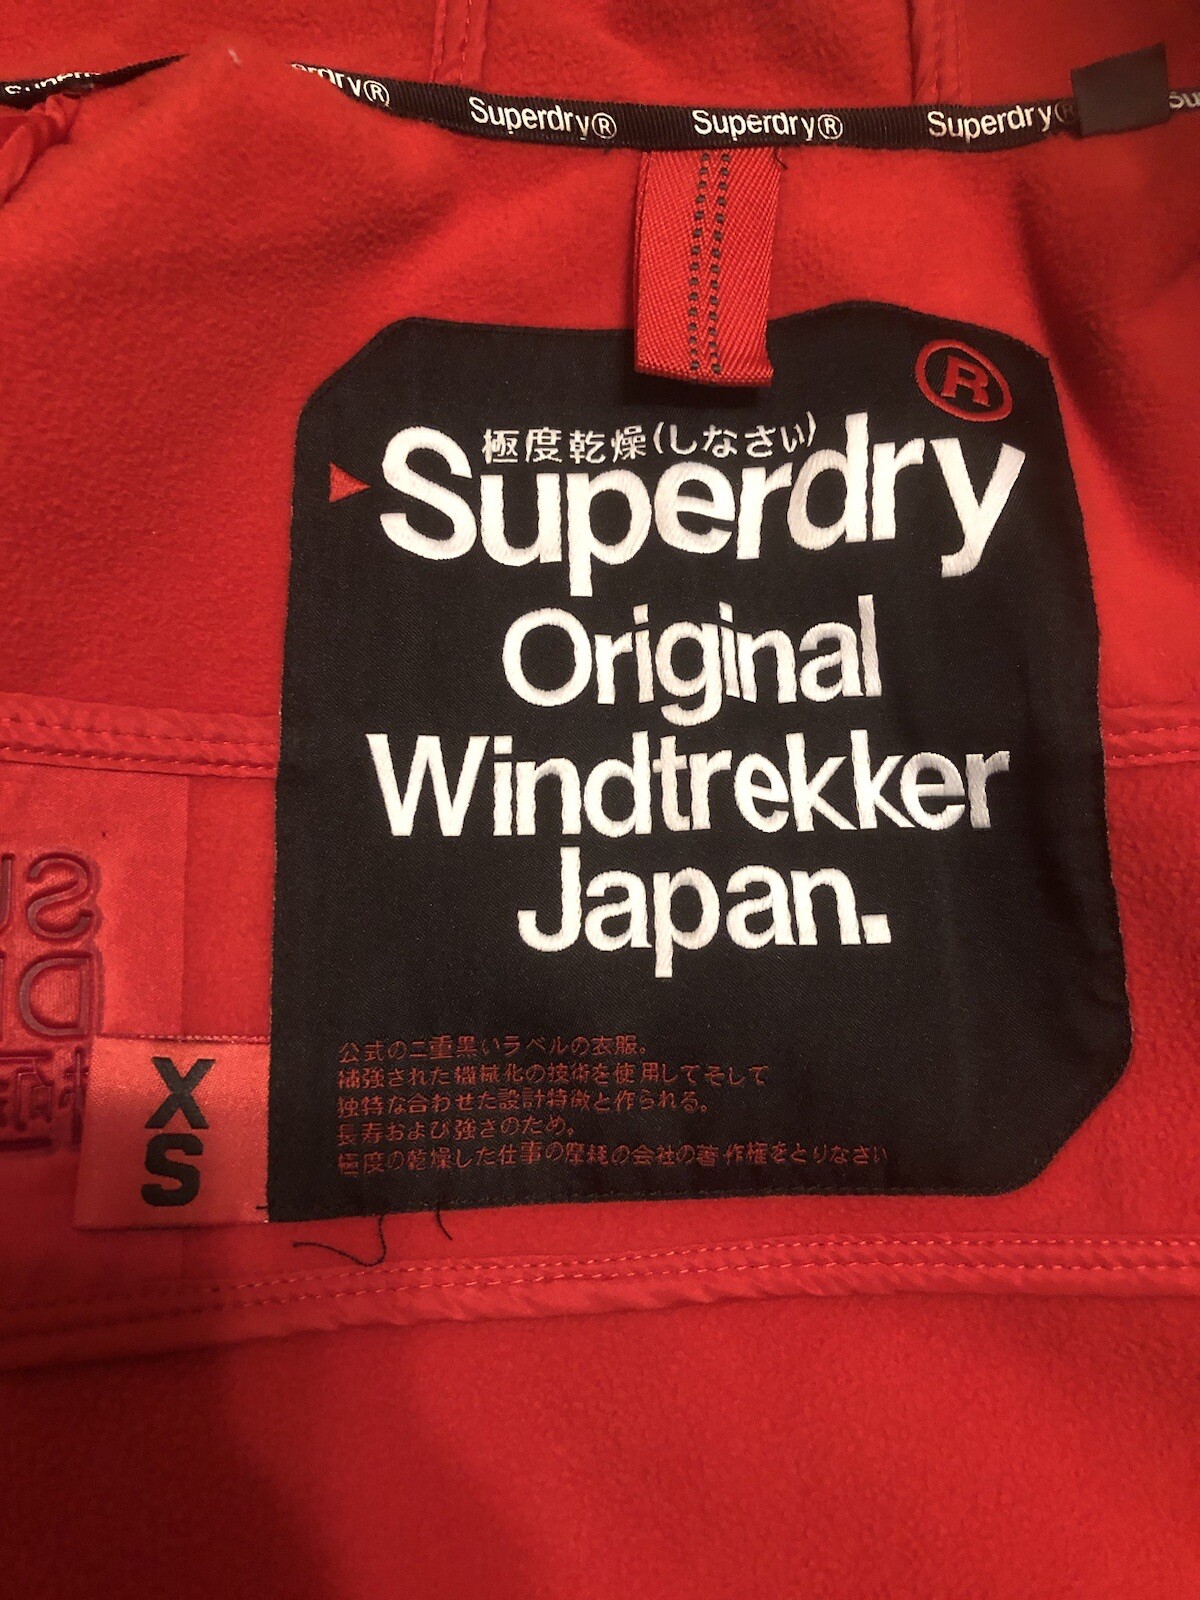 Superdry®
Superdry®
Superdry®
®
極度乾燥(しなさい)
Superdry
Original
Windtrekker
Japan.
公式の二重黒いラベルの衣服。
補強された機械化の技術を使用してそして
独特な合わせた設計特徴と作られる。
長寿および強さのため。
極度の乾燥した仕事の摩耗の会社の著作権をとりなさい
XS